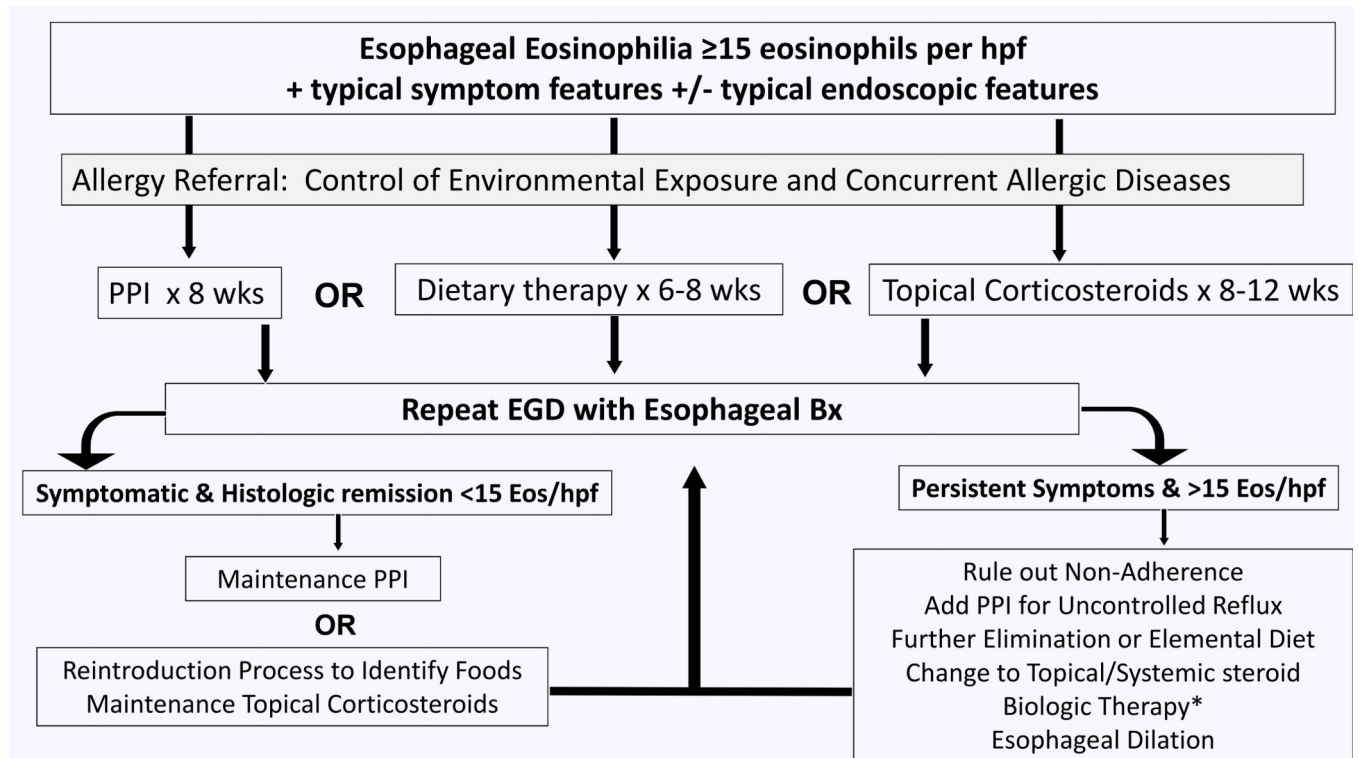 Esophageal Eosinophilia ≥15 eosinophils per hpf
+ typical symptom features +/- typical endoscopic features
Allergy Referral: Control of Environmental Exposure and Concurrent Allergic Diseases
PPI x 8 wks
OR
Dietary therapy x 6-8 wks
OR
Topical Corticosteroids x 8-12 wks
Repeat EGD with Esophageal Bx
Symptomatic & Histologic remission <15 Eos/hpf
Maintenance PPI
OR
Reintroduction Process to Identify Foods
Maintenance Topical Corticosteroids
Persistent Symptoms & >15 Eos/hpf
Rule out Non-Adherence
Add PPI for Uncontrolled Reflux
Further Elimination or Elemental Diet
Change to Topical/Systemic steroid
Biologic Therapy*
Esophageal Dilation